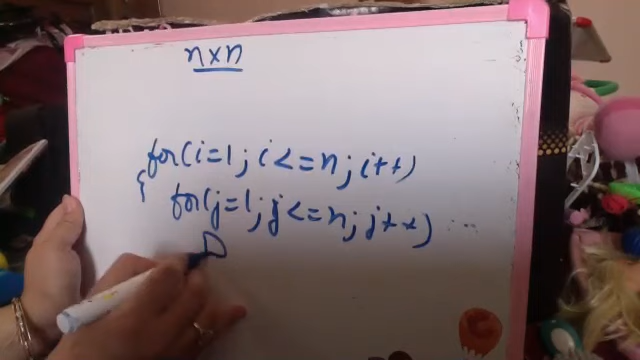 n×n
for(i=1; i<=n; i++)
{
for(j=1; j<=n; j++)